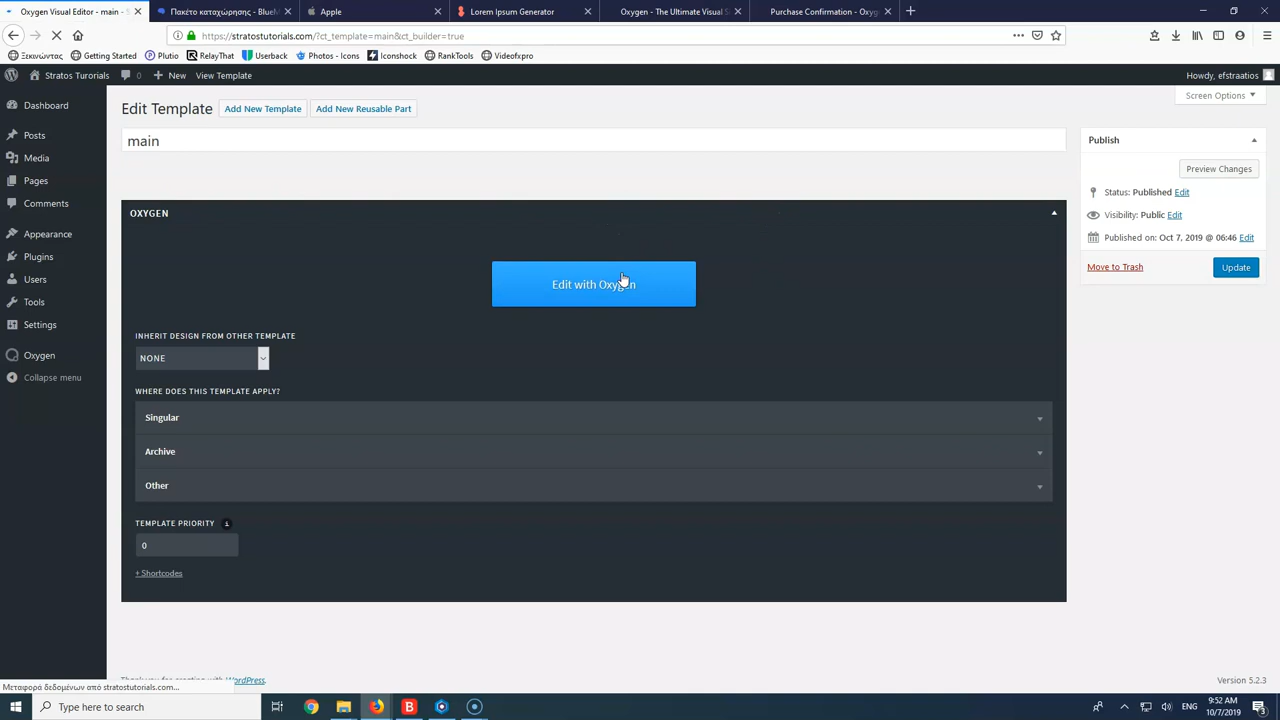 Oxygen Visual Editor - main - S
Πακέτο καταχώρησης - BlueH
Apple
Lorem Ipsum Generator
Oxygen - The Ultimate Visual S
Purchase Confirmation - Oxyge
https://stratostutorials.com/?ct_template=main&ct_builder=true
Ξεκινώντας
Getting Started
Plutio
RelayThat
Userback
Photos - Icons
Iconshock
RankTools
Videofxpro
Stratos Tutorials
0
New
View Template
Howdy, efstraatios
Dashboard
Posts
Media
Pages
Comments
Appearance
Plugins
Users
Tools
Settings
Oxygen
Collapse menu
Screen Options
Edit Template
Add New Template
Add New Reusable Part
main
OXYGEN
Edit with Oxygen
INHERIT DESIGN FROM OTHER TEMPLATE
NONE
WHERE DOES THIS TEMPLATE APPLY?
Singular
Archive
Other
TEMPLATE PRIORITY
0
+ Shortcodes
Publish
Preview Changes
Status: Published Edit
Visibility: Public Edit
Published on: Oct 7, 2019 @ 06:46 Edit
Move to Trash
Update
Thank you for creating with WordPress.
Version 5.2.3
Μεταφορά δεδομένων από stratostutorials.com...
Type here to search
ENG
9:52 AM
10/7/2019